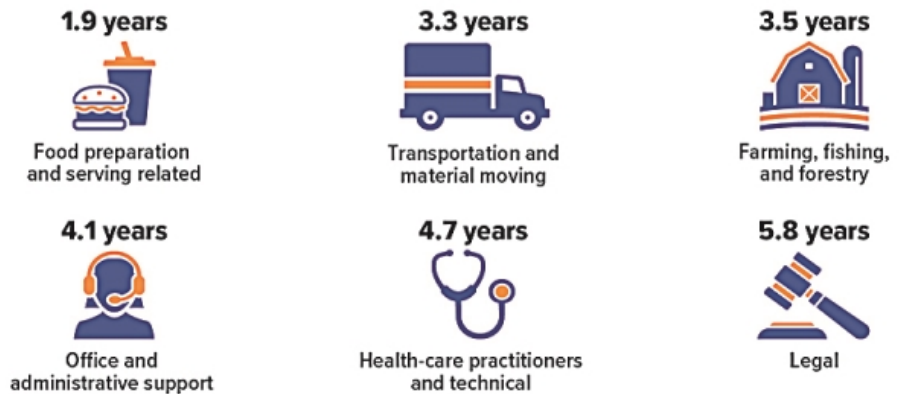 1.9 years
3.3 years
3.5 years
Food preparation
and serving related
Transportation and
material moving
Farming, fishing,
and forestry
4.1 years
4.7 years
5.8 years
Office and
administrative support
Health-care practitioners
and technical
Legal